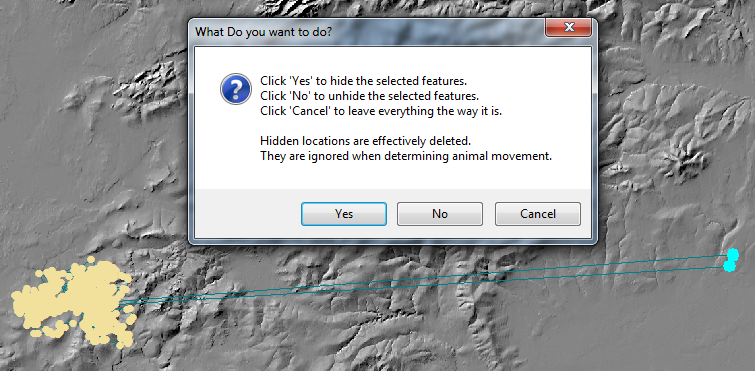 What Do you want to do?
Click 'Yes' to hide the selected features.
Click 'No' to unhide the selected features.
Click 'Cancel' to leave everything the way it is.
Hidden locations are effectively deleted.
They are ignored when determining animal movement.
Yes
No
Cancel